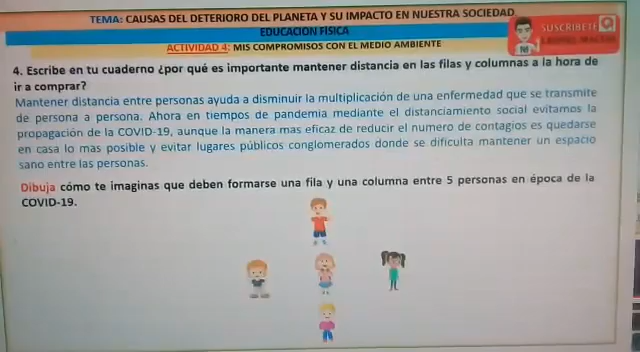 TEMA: CAUSAS DEL DETERIORO DEL PLANETA Y SU IMPACTO EN NUESTRA SOCIEDAD
EDUCACIÓN FÍSICA
ACTIVIDAD 4: MIS COMPROMISOS CON EL MEDIO AMBIENTE
SUSCRIBETE
4. Escribe en tu cuaderno ¿por qué es importante mantener distancia en las filas y columnas a la hora de
ir a comprar?
Mantener distancia entre personas ayuda a disminuir la multiplicación de una enfermedad que se transmite
de persona a persona. Ahora en tiempos de pandemia mediante el distanciamiento social evitamos la
propagación de la COVID-19, aunque la manera mas eficaz de reducir el numero de contagios es quedarse
en casa lo mas posible y evitar lugares públicos conglomerados donde se dificulta mantener un espacio
sano entre las personas.
Dibuja cómo te imaginas que deben formarse una fila y una columna entre 5 personas en época de la
COVID-19.